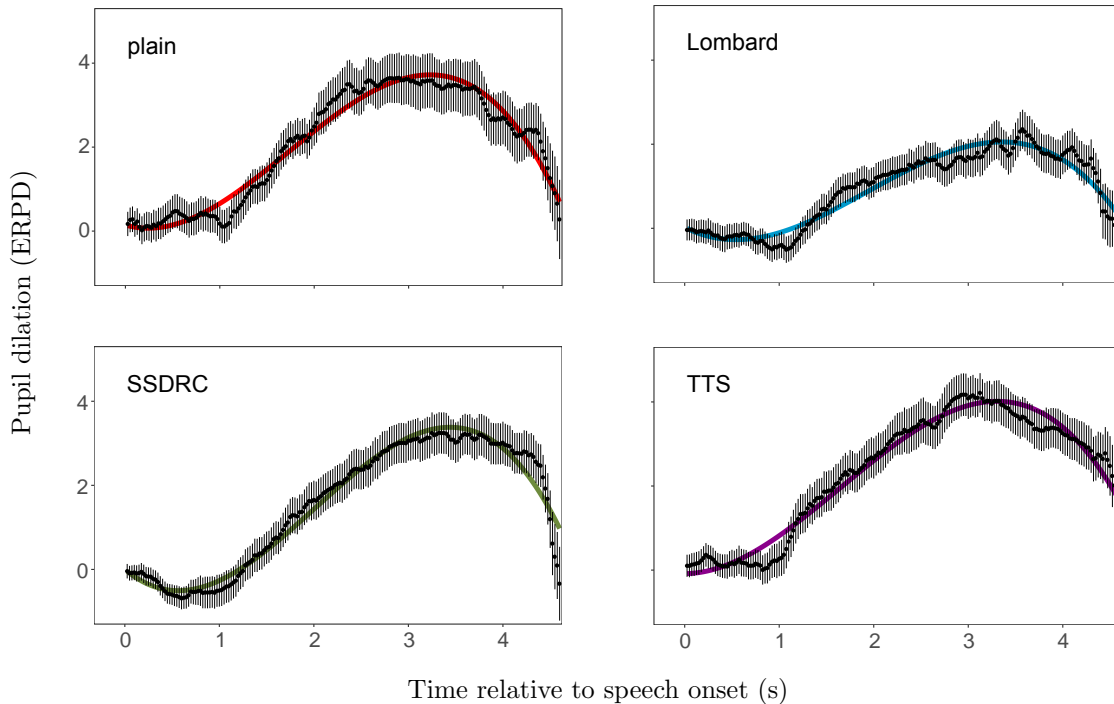 plain
Lombard
4
2
0
SSDRC
TTS
4
2
0
0 1 2 3 4
0 1 2 3 4
Pupil dilation (ERPD)
Time relative to speech onset (s)